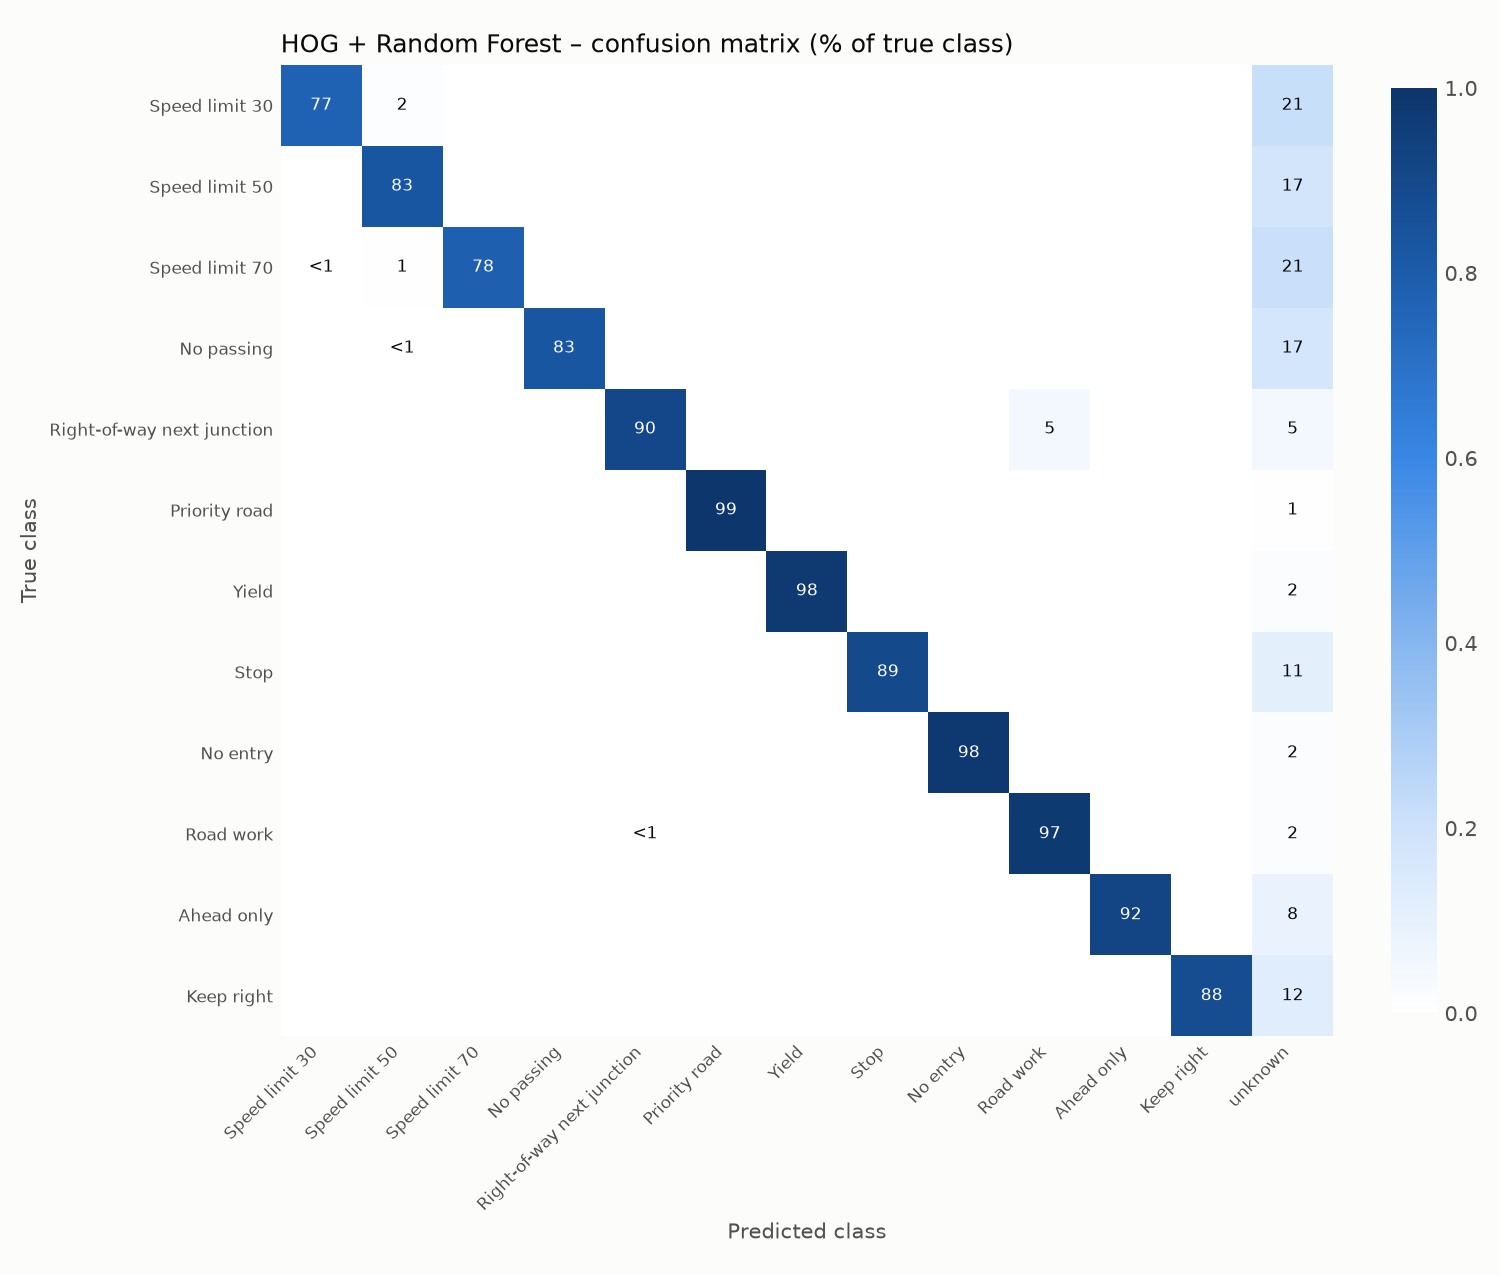 HOG + Random Forest – confusion matrix (% of true class)
Speed limit 30 77 2 21
Speed limit 50 83 17
Speed limit 70 <1 1 78 21
No passing <1 83 17
Right-of-way next junction 90 5 5
Priority road 99 1
Yield 98 2
Stop 89 11
No entry 98 2
Road work <1 97 2
Ahead only 92 8
Keep right 88 12
True class
Speed limit 30
Speed limit 50
Speed limit 70
No passing
Right-of-way next junction
Priority road
Yield
Stop
No entry
Road work
Ahead only
Keep right
unknown
Predicted class
1.0
0.8
0.6
0.4
0.2
0.0